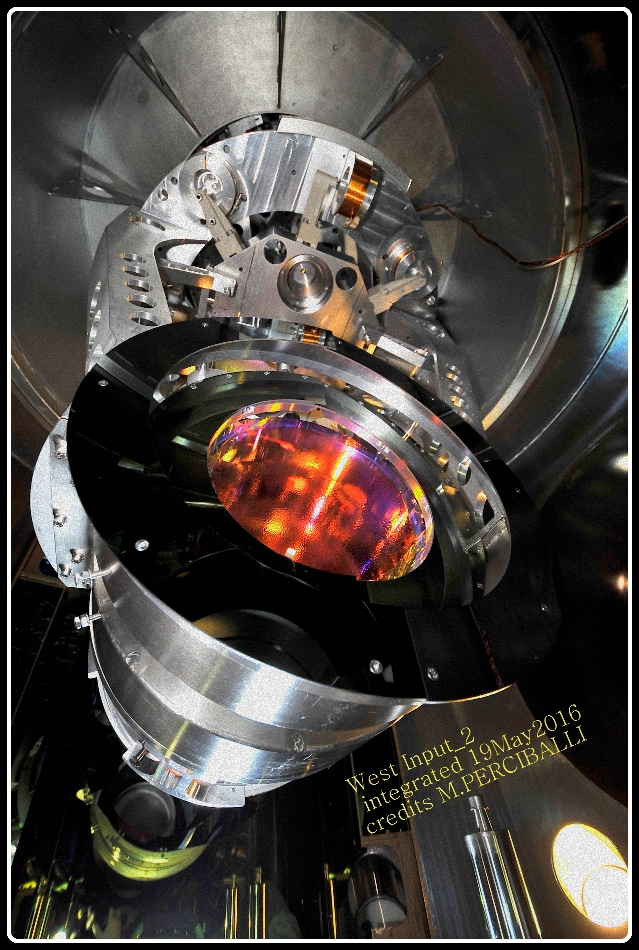 West Input_2
integrated 19May2016
credits M.PERCIBALLI